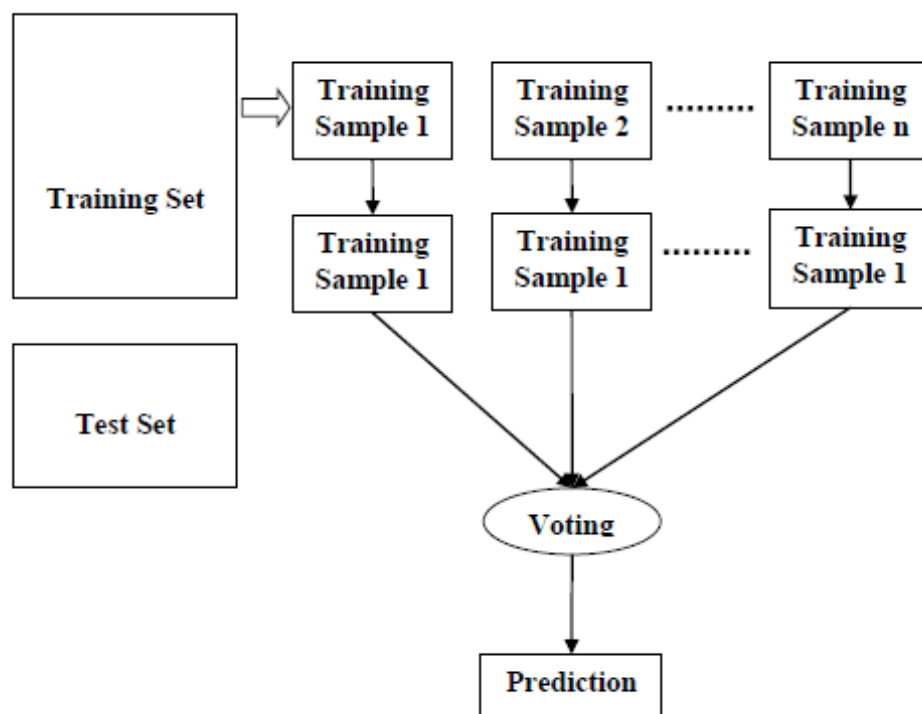 Training
Sample 1
Training
Sample 2
Training
Sample n
Training Set
Training
Sample 1
Training
Sample 1
Training
Sample 1
Test Set
Voting
Prediction